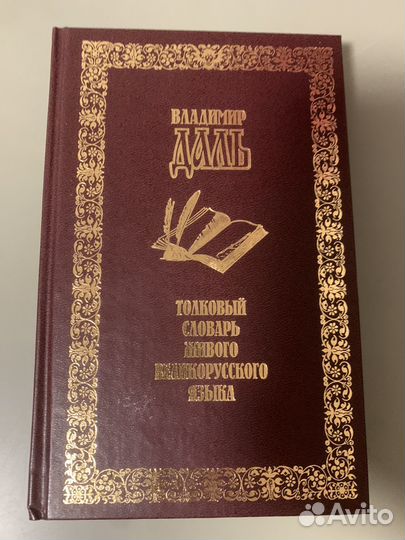 ВЛАДИМИР
ДАЛЬ
ТОЛКОВЫЙ
СЛОВАРЬ
ЖИВОГО
ВЕЛИКОРУССКОГО
ЯЗЫКА
Avito